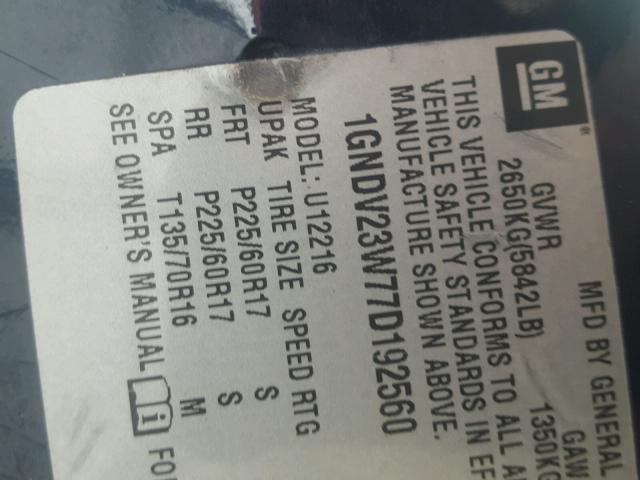 GM
MFD BY GENERAL
GVWR GAW
2650KG(5842LB) 1350KG
THIS VEHICLE CONFORMS TO ALL
VEHICLE SAFETY STANDARDS IN EF
MANUFACTURE SHOWN ABOVE.
1GNDV23W77D192560
MODEL: U12216
UPAK TIRE SIZE SPEED RTG
FRT P225/60R17 S
RR P225/60R17 S
SPA T135/70R16 M
SEE OWNER'S MANUAL i FO